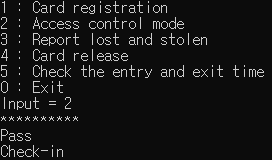 1 : Card registration
2 : Access control mode
3 : Report lost and stolen
4 : Card release
5 : Check the entry and exit time
0 : Exit
Input = 2
**********
Pass
Check-in